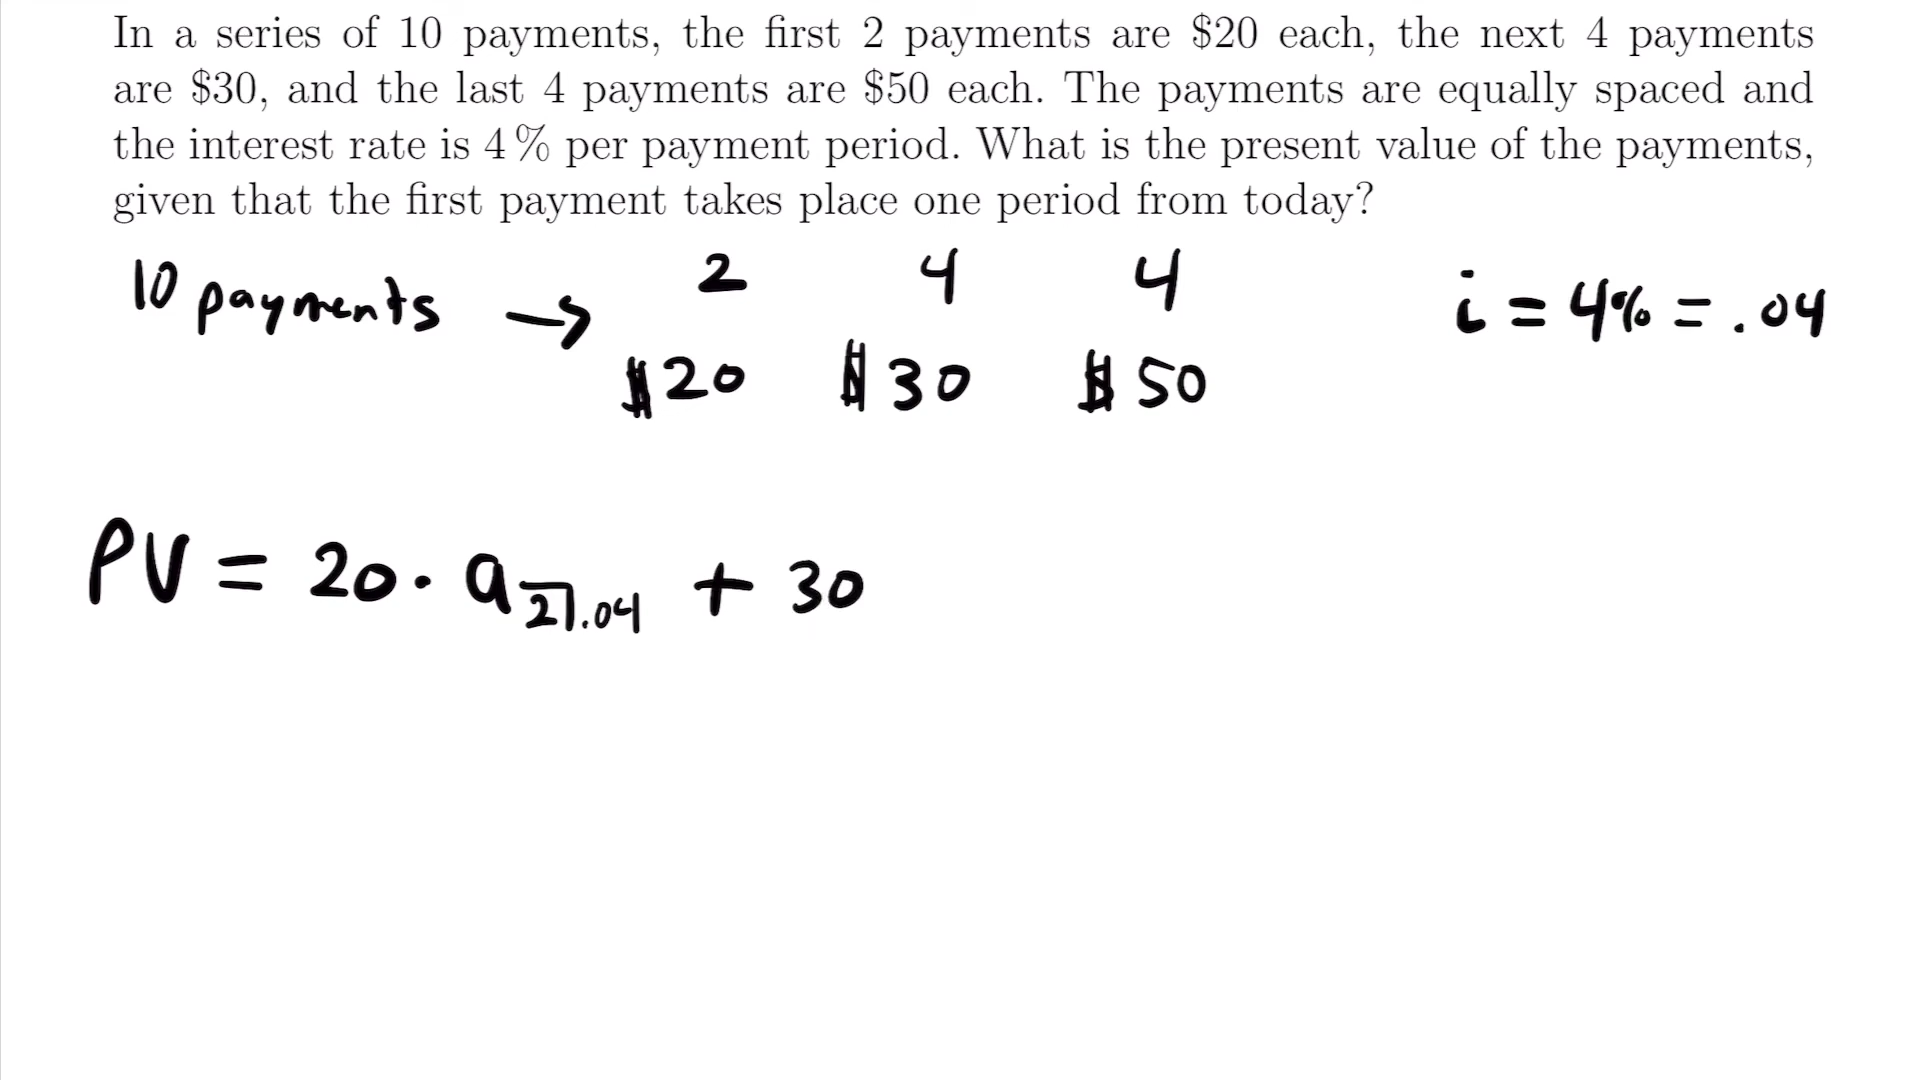 In a series of 10 payments, the first 2 payments are $20 each, the next 4 payments
are $30, and the last 4 payments are $50 each. The payments are equally spaced and
the interest rate is 4 % per payment period. What is the present value of the payments,
given that the first payment takes place one period from today?
10 payments → 2 4 4 i = 4% = .04
$20 $30 $50
PV = 20 · a_{2̅|.04} + 30